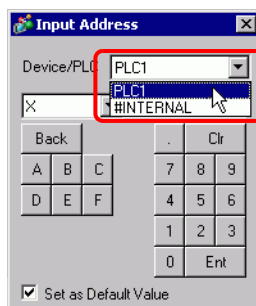 Input Address
Device/PLC PLC1
PLC1
#INTERNAL
X
Back . Clr
A B C 7 8 9
D E F 4 5 6
1 2 3
0 Ent
Set as Default Value